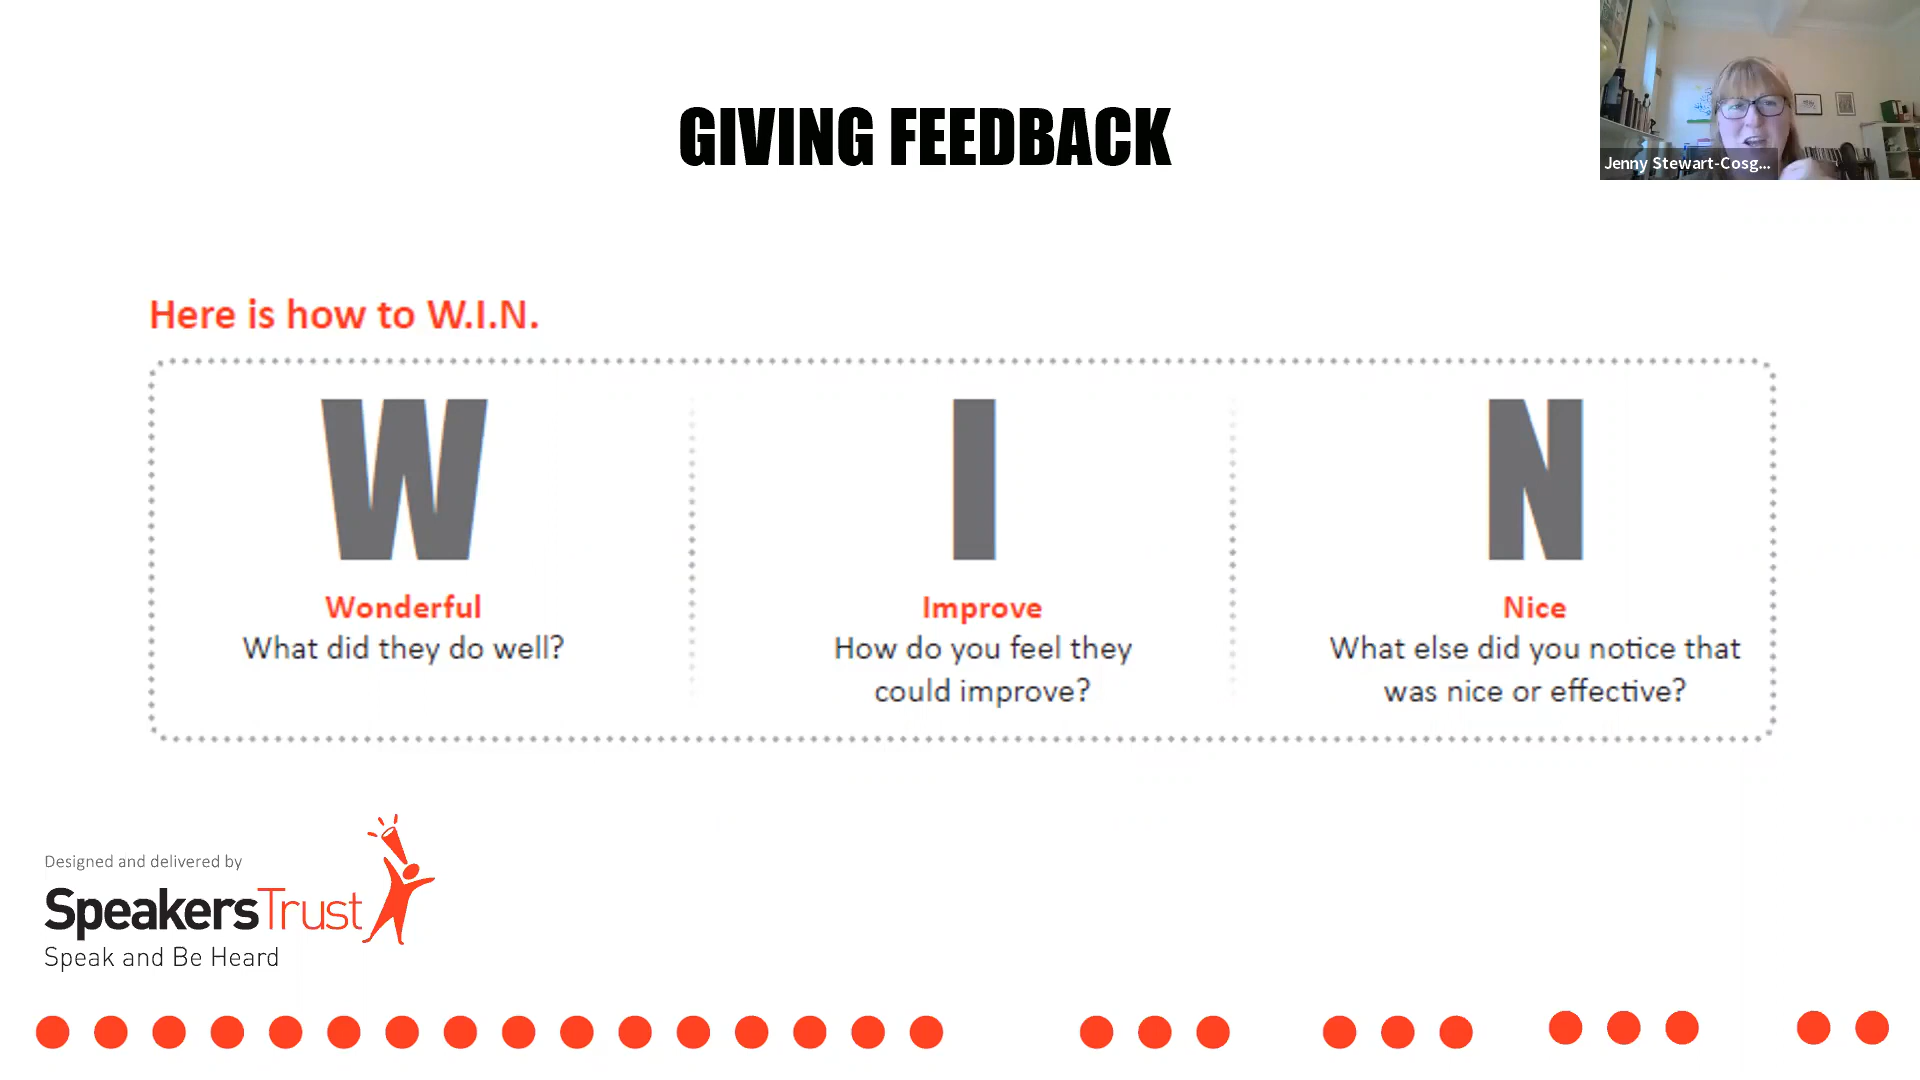 GIVING FEEDBACK
Jenny Stewart-Cosg...
Here is how to W.I.N.
W
Wonderful
What did they do well?
I
Improve
How do you feel they
could improve?
N
Nice
What else did you notice that
was nice or effective?
Designed and delivered by
SpeakersTrust
Speak and Be Heard